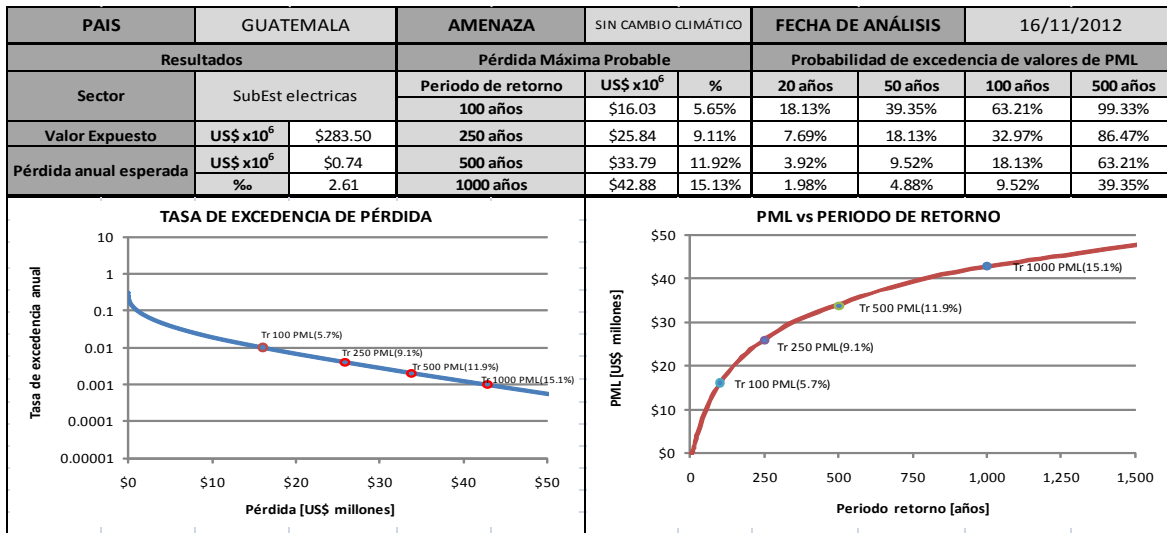 PAIS GUATEMALA AMENAZA SIN CAMBIO CLIMÁTICO FECHA DE ANÁLISIS 16/11/2012
Resultados Pérdida Máxima Probable Probabilidad de excedencia de valores de PML
Sector SubEst electricas Periodo de retorno US$ x10⁶ % 20 años 50 años 100 años 500 años
100 años $16.03 5.65% 18.13% 39.35% 63.21% 99.33%
Valor Expuesto US$ x10⁶ $283.50 250 años $25.84 9.11% 7.69% 18.13% 32.97% 86.47%
Pérdida anual esperada US$ x10⁶ $0.74 500 años $33.79 11.92% 3.92% 9.52% 18.13% 63.21%
‰ 2.61 1000 años $42.88 15.13% 1.98% 4.88% 9.52% 39.35%
TASA DE EXCEDENCIA DE PÉRDIDA
Tasa de excedencia anual
10
1
0.1
0.01
0.001
0.0001
0.00001
Tr 100 PML(5.7%)
Tr 250 PML(9.1%)
Tr 500 PML(11.9%)
Tr 1000 PML(15.1%)
$0 $10 $20 $30 $40 $50
Pérdida [US$ millones]
PML vs PERIODO DE RETORNO
PML [US$ millones]
$50
$40
$30
$20
$10
$0
Tr 1000 PML(15.1%)
Tr 500 PML(11.9%)
Tr 250 PML(9.1%)
Tr 100 PML(5.7%)
0 250 500 750 1,000 1,250 1,500
Periodo retorno [años]